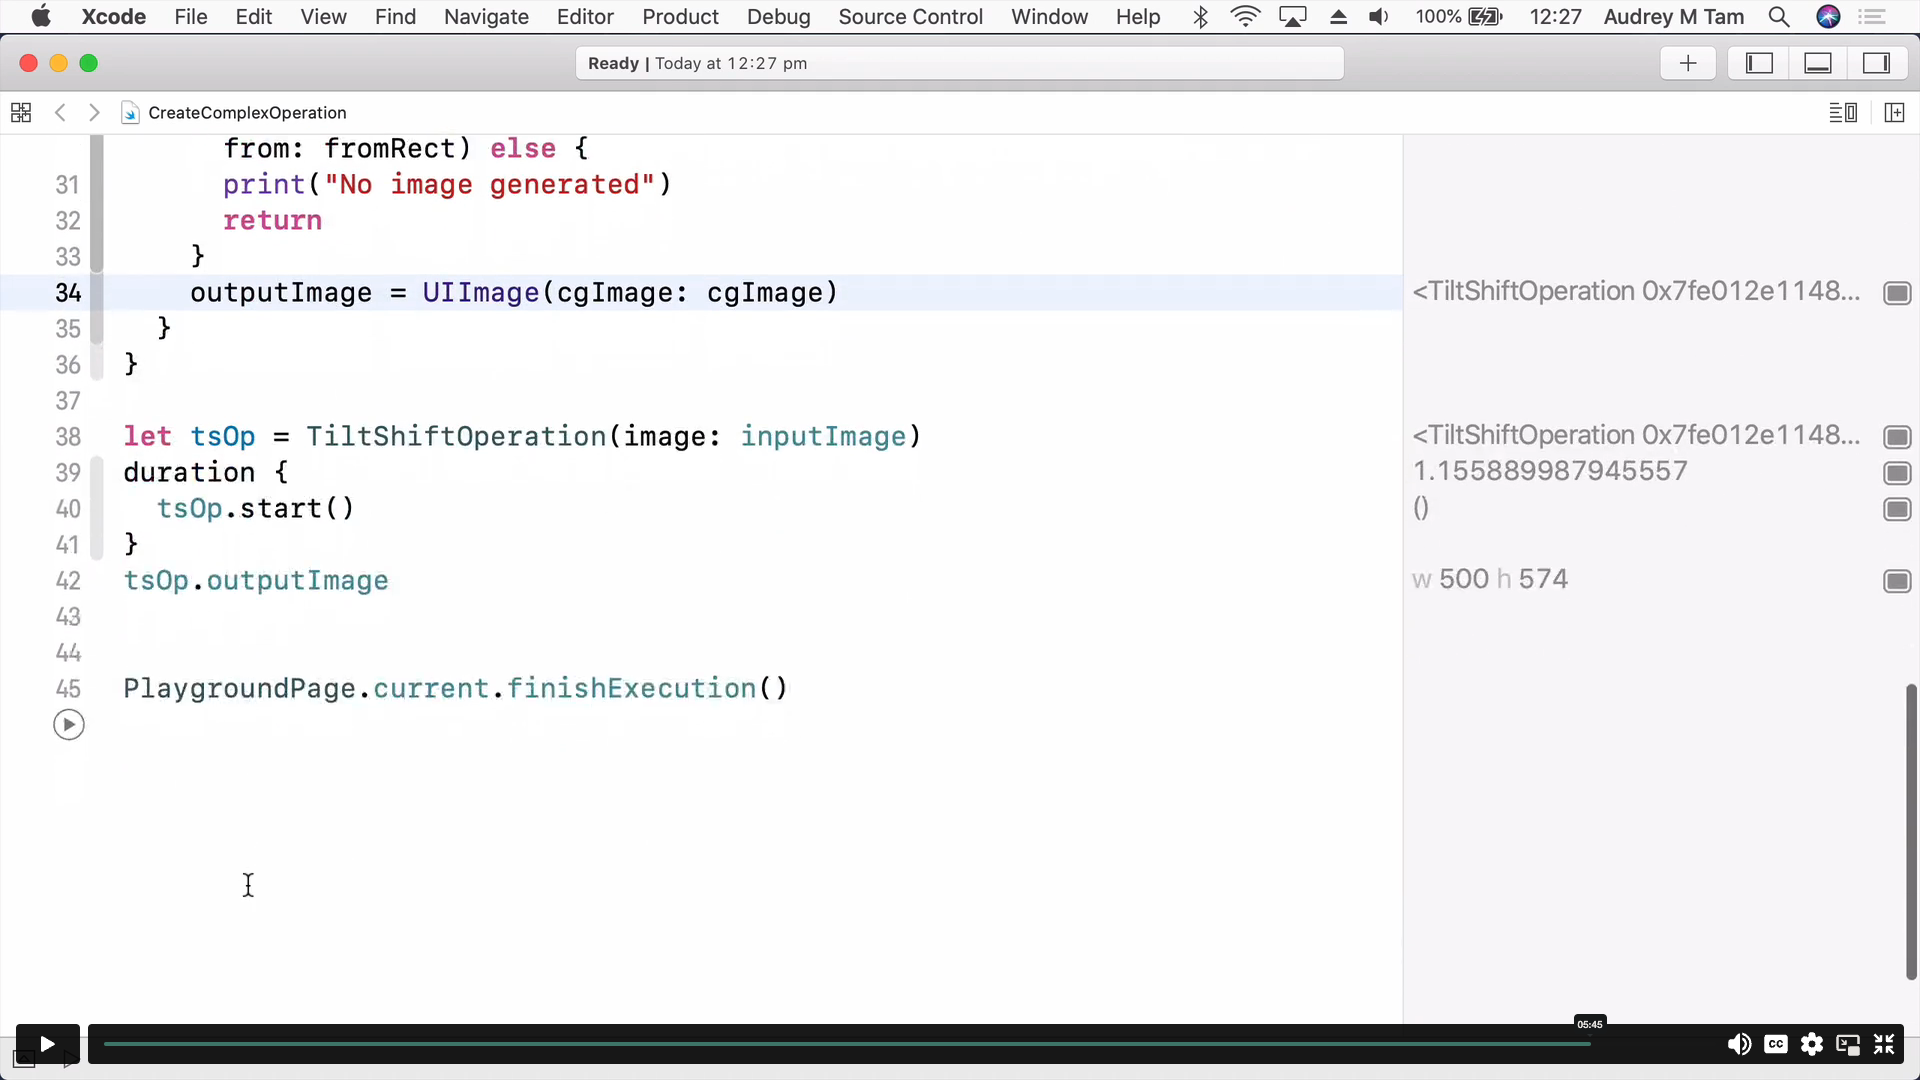 Xcode File Edit View Find Navigate Editor Product Debug Source Control Window Help 100% 12:27 Audrey M Tam
Ready | Today at 12:27 pm
CreateComplexOperation
from: fromRect) else {
31 print("No image generated")
32 return
33 }
34 outputImage = UIImage(cgImage: cgImage) <TiltShiftOperation 0x7fe012e1148...
35 }
36 }
37
38 let tsOp = TiltShiftOperation(image: inputImage) <TiltShiftOperation 0x7fe012e1148...
39 duration { 1.155889987945557
40 tsOp.start() ()
41 }
42 tsOp.outputImage w 500 h 574
43
44
45 PlaygroundPage.current.finishExecution()
05:45
CC